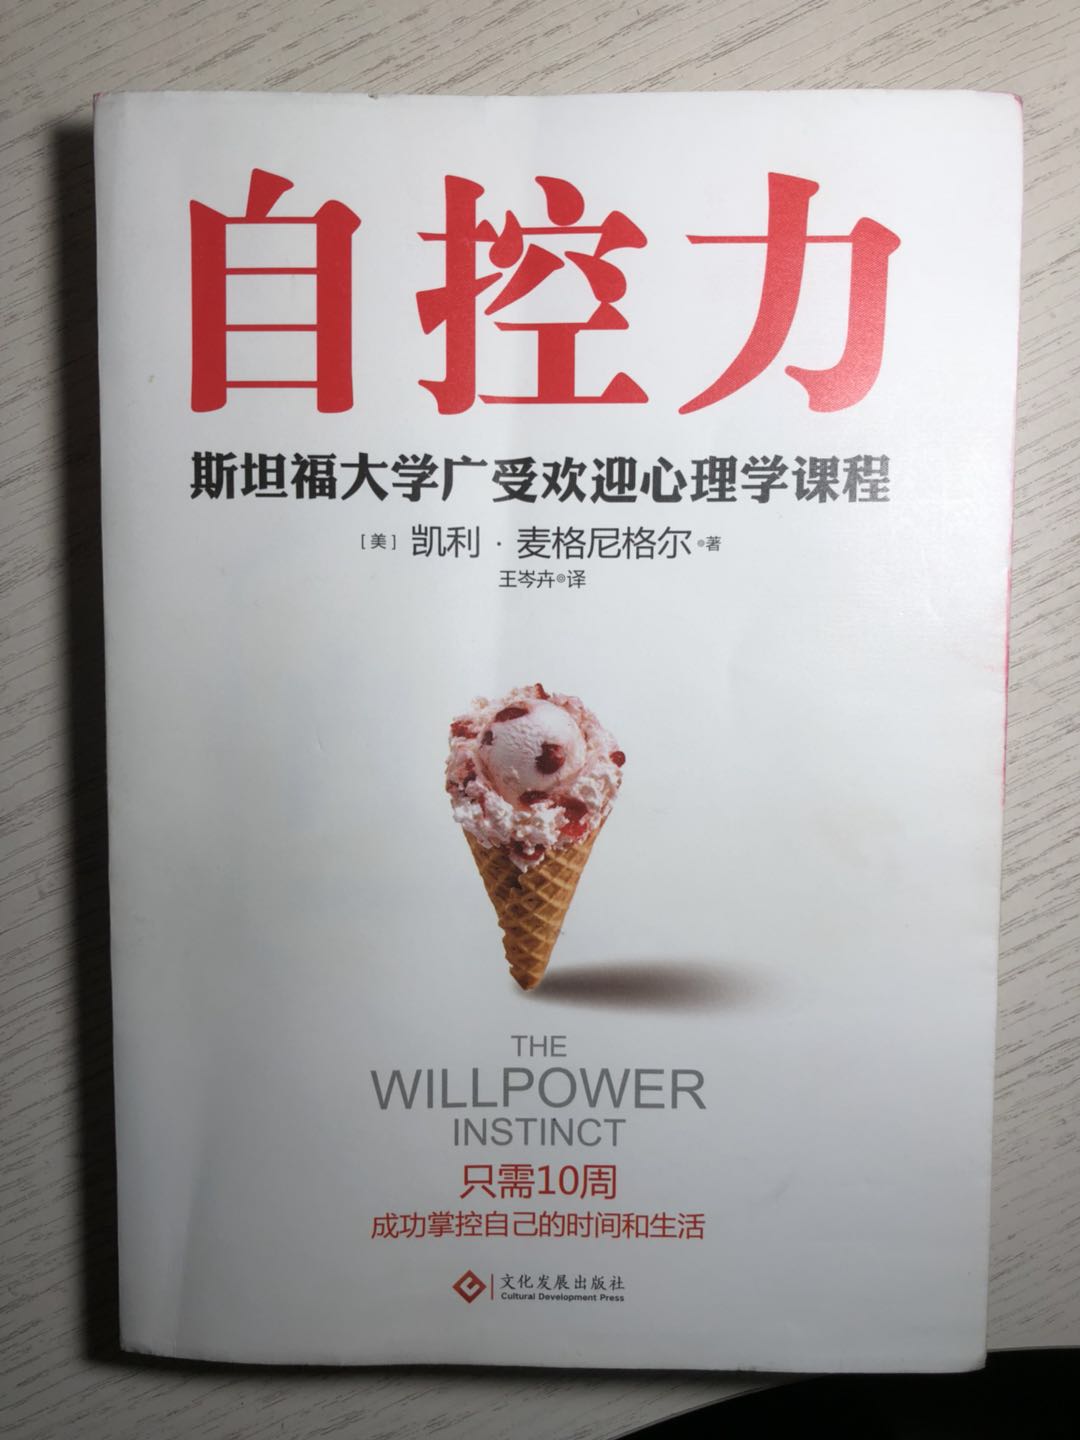 自控力
斯坦福大学广受欢迎心理学课程
[美] 凯利·麦格尼格尔◎著
王岑卉◎译
THE
WILLPOWER
INSTINCT
只需10周
成功掌控自己的时间和生活
文化发展出版社
Cultural Development Press